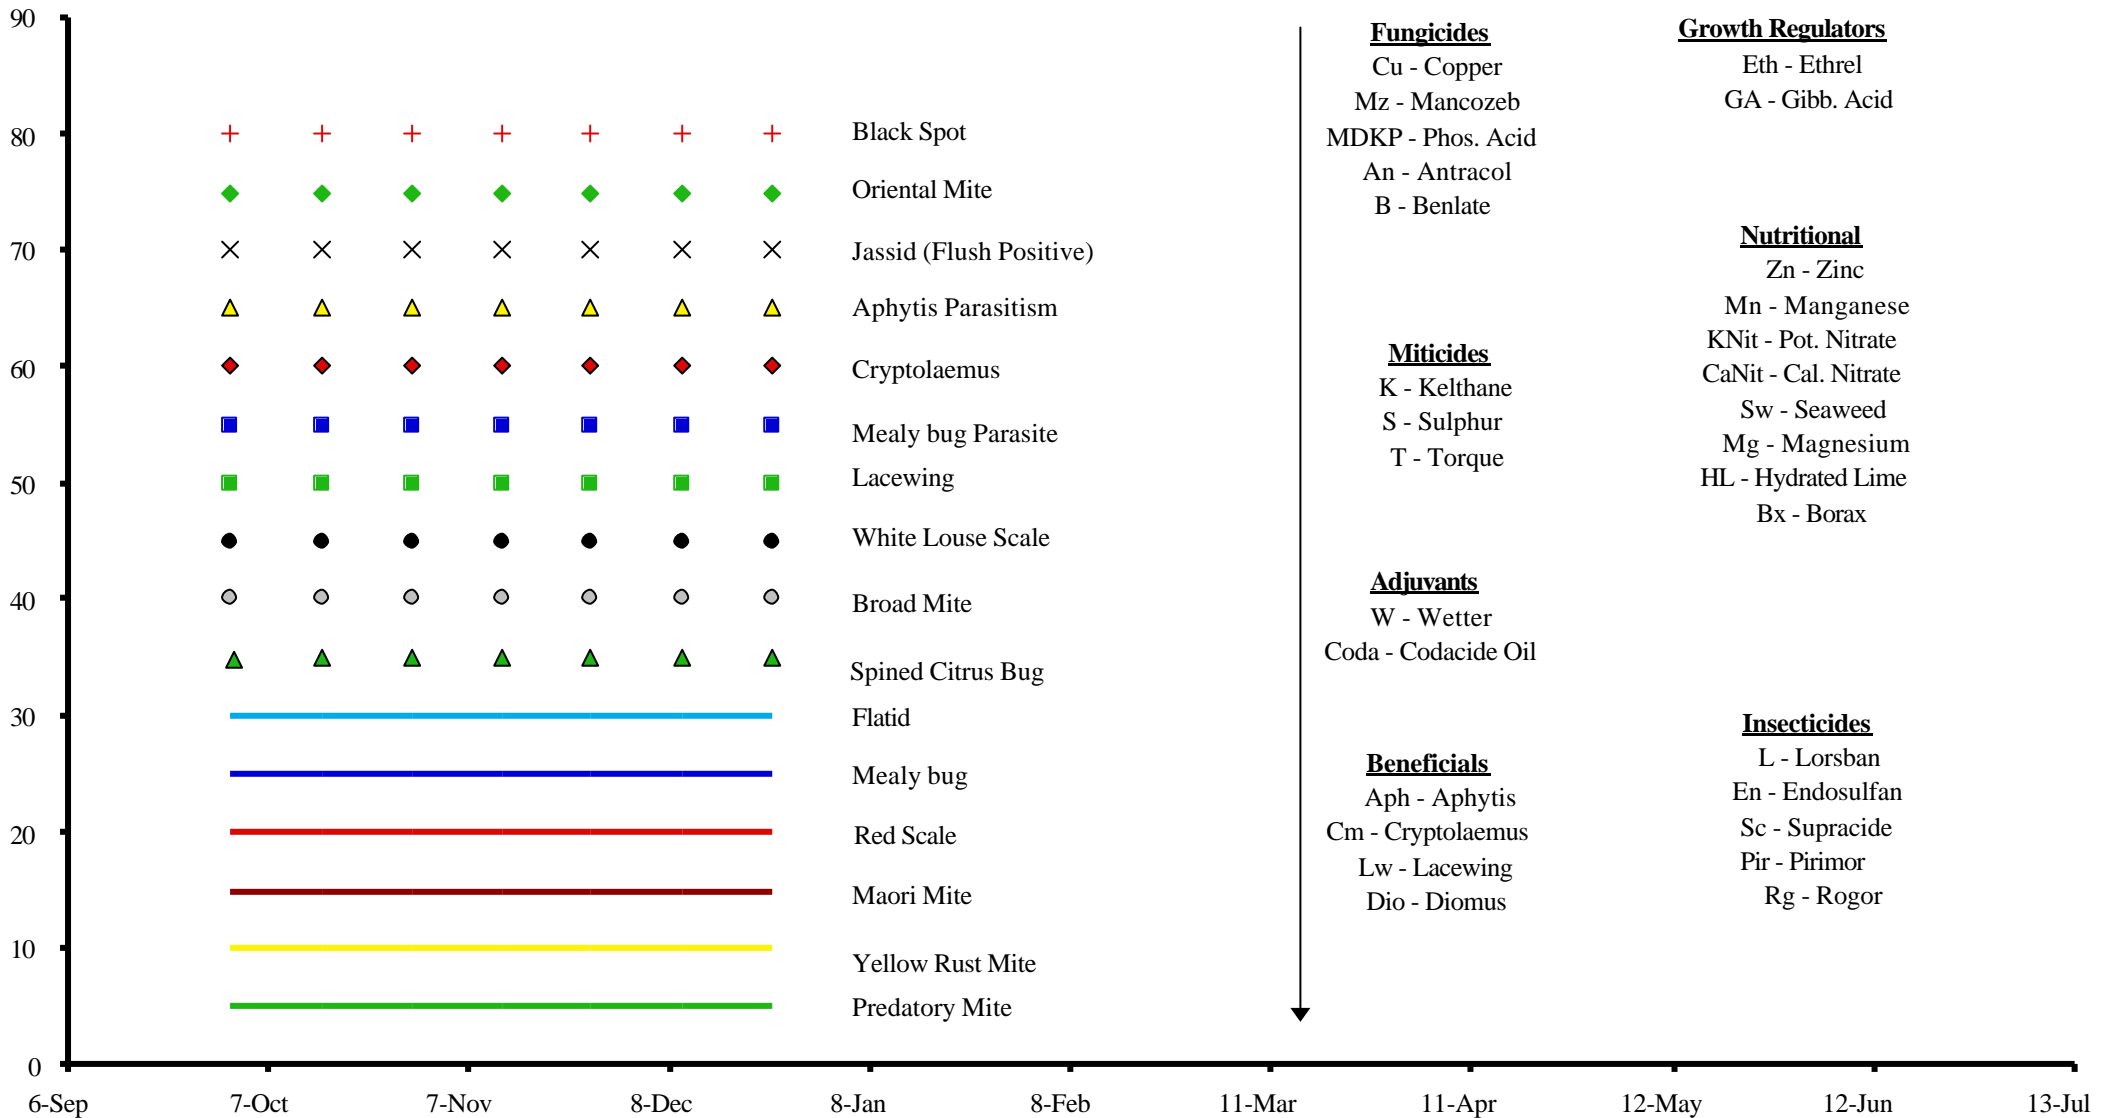 90
80
70
60
50
40
30
20
10
0
6-Sep
7-Oct
7-Nov
8-Dec
8-Jan
8-Feb
11-Mar
11-Apr
12-May
12-Jun
13-Jul
Black Spot
Oriental Mite
Jassid (Flush Positive)
Aphytis Parasitism
Cryptolaemus
Mealy bug Parasite
Lacewing
White Louse Scale
Broad Mite
Spined Citrus Bug
Flatid
Mealy bug
Red Scale
Maori Mite
Yellow Rust Mite
Predatory Mite
Fungicides
Cu - Copper
Mz - Mancozeb
MDKP - Phos. Acid
An - Antracol
B - Benlate
Miticides
K - Kelthane
S - Sulphur
T - Torque
Adjuvants
W - Wetter
Coda - Codacide Oil
Beneficials
Aph - Aphytis
Cm - Cryptolaemus
Lw - Lacewing
Dio - Diomus
Growth Regulators
Eth - Ethrel
GA - Gibb. Acid
Nutritional
Zn - Zinc
Mn - Manganese
KNit - Pot. Nitrate
CaNit - Cal. Nitrate
Sw - Seaweed
Mg - Magnesium
HL - Hydrated Lime
Bx - Borax
Insecticides
L - Lorsban
En - Endosulfan
Sc - Supracide
Pir - Pirimor
Rg - Rogor